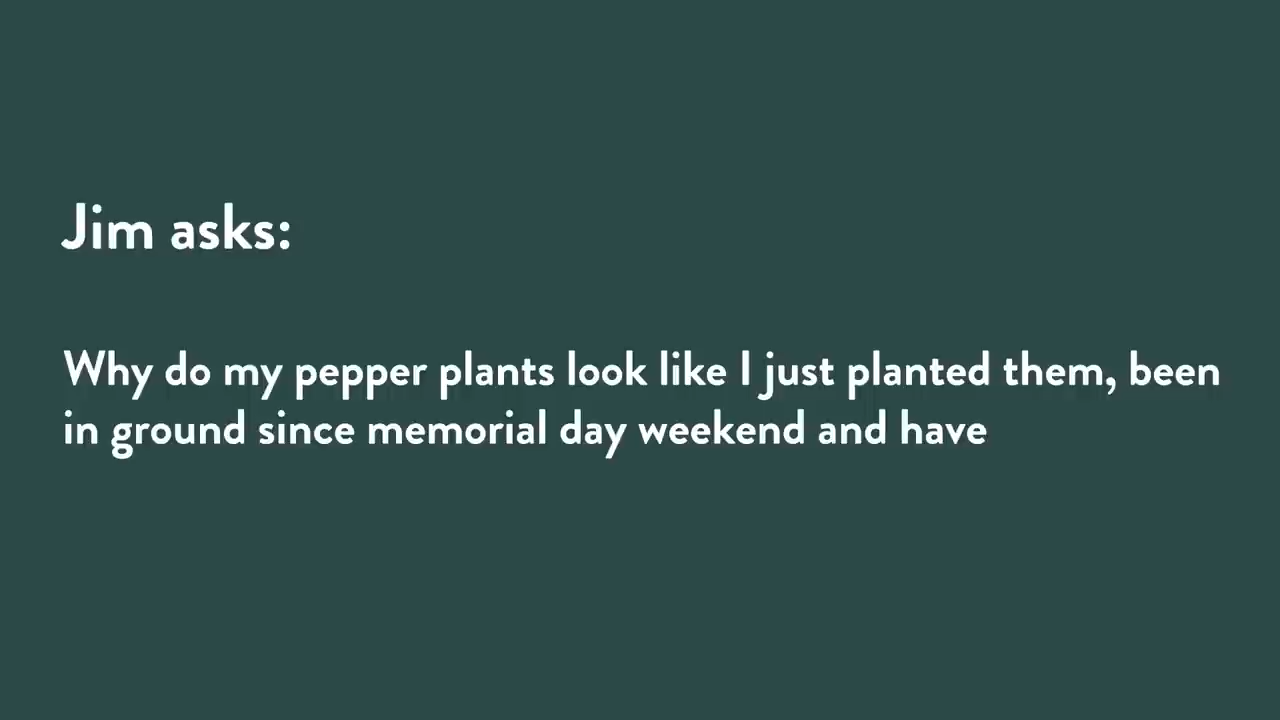 Jim asks:
Why do my pepper plants look like I just planted them, been
in ground since memorial day weekend and have